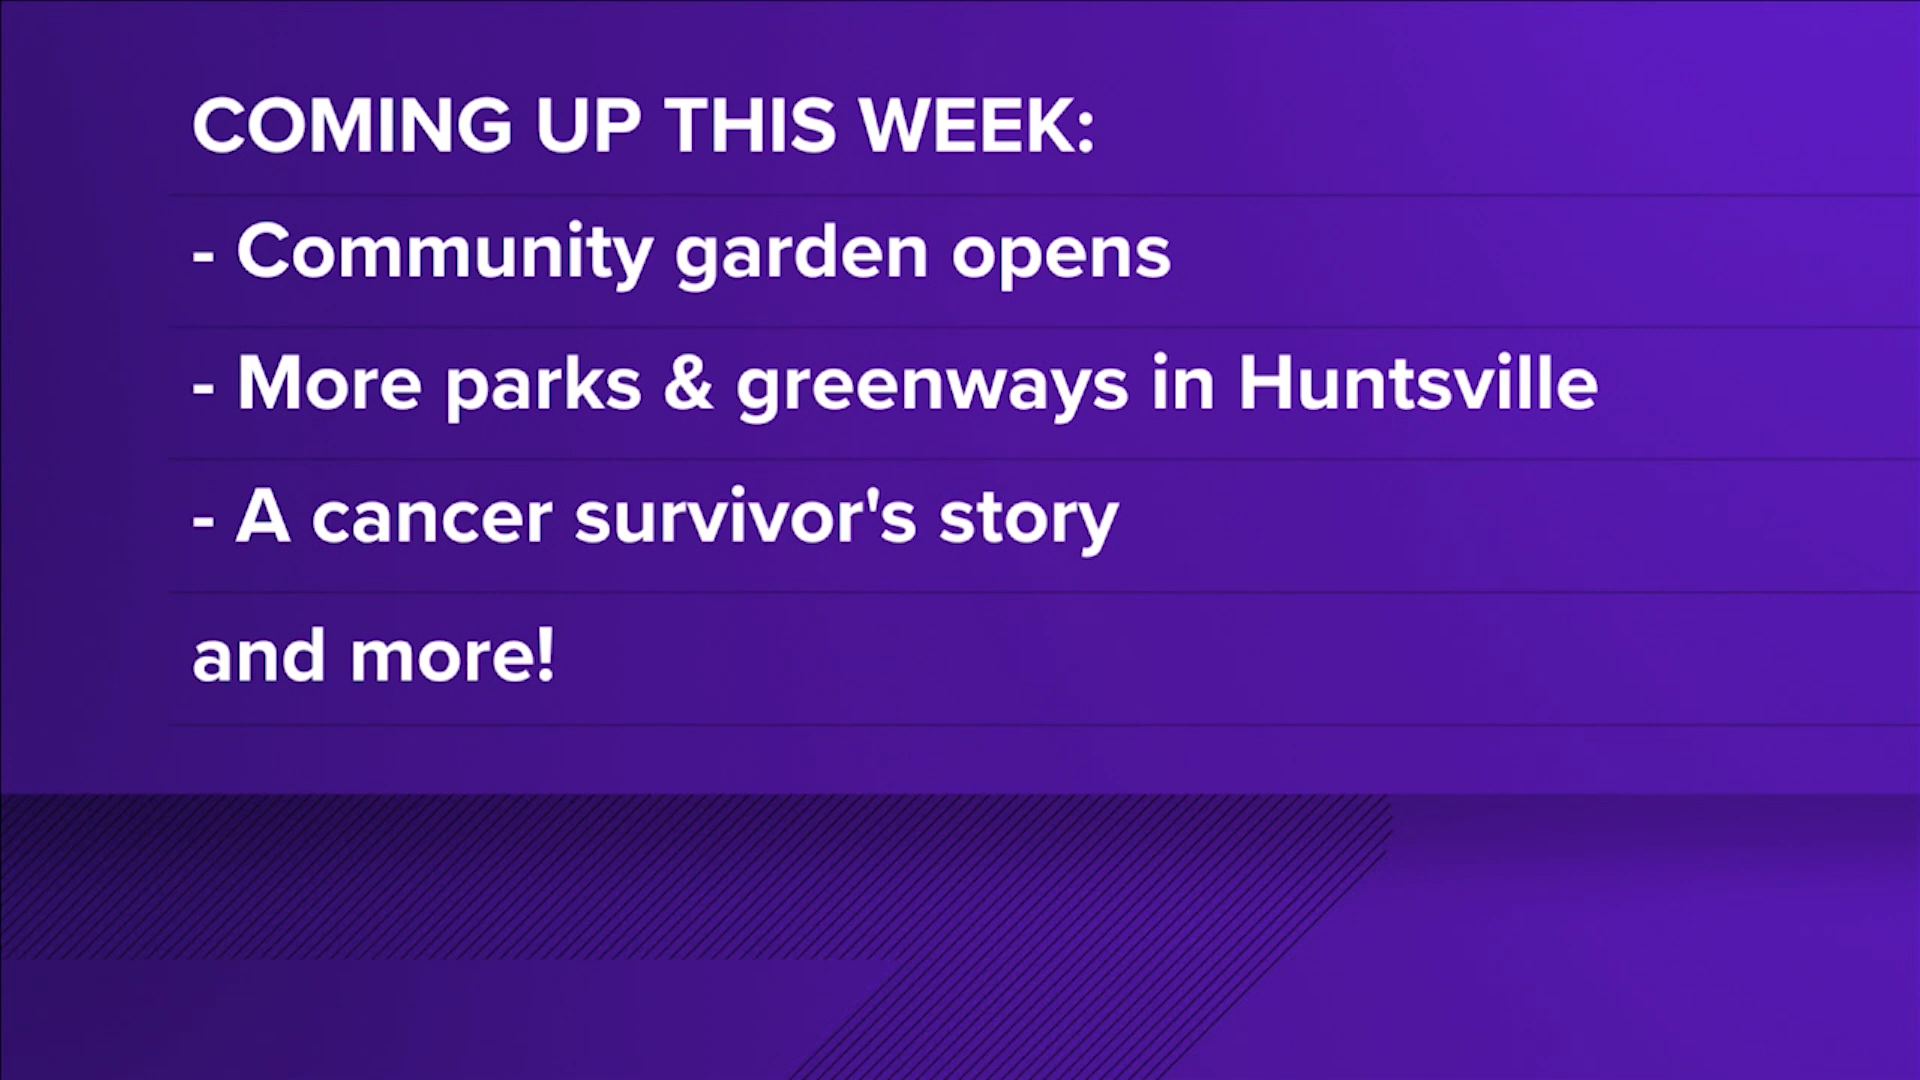 COMING UP THIS WEEK:
- Community garden opens
- More parks & greenways in Huntsville
- A cancer survivor's story
and more!